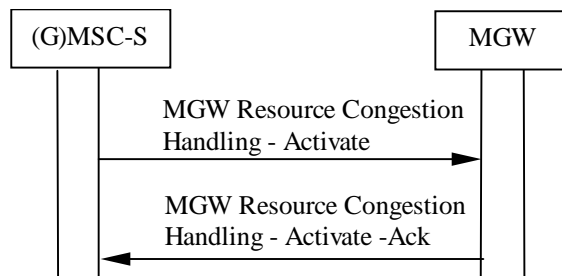 (G)MSC-S
MGW
MGW Resource Congestion
Handling - Activate
MGW Resource Congestion
Handling - Activate -Ack